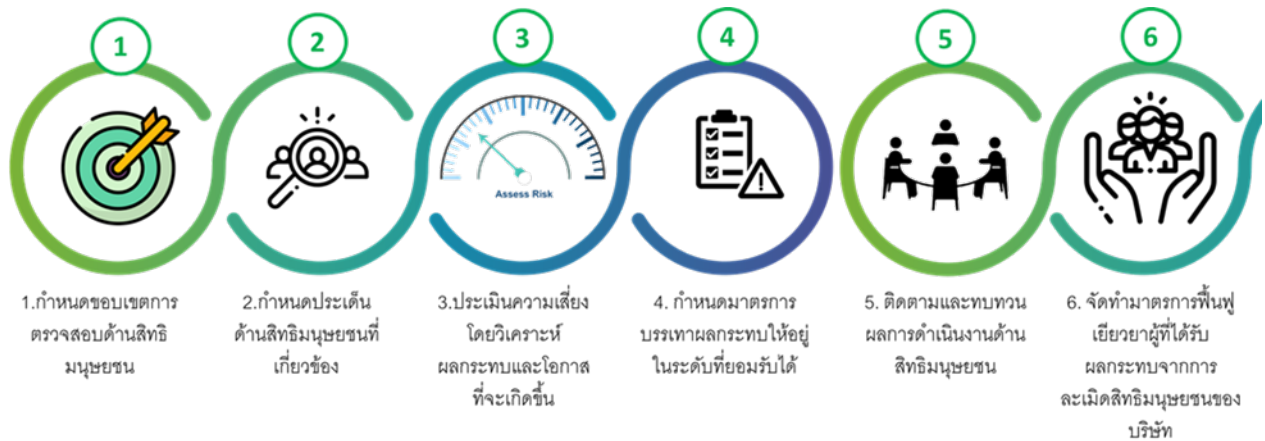 1
2
3
4
5
6
Assess Risk
1.กำหนดขอบเขตการ
ตรวจสอบด้านสิทธิ
มนุษยชน
2.กำหนดประเด็น
ด้านสิทธิมนุษยชนที่
เกี่ยวข้อง
3.ประเมินความเสี่ยง
โดยวิเคราะห์
ผลกระทบและโอกาส
ที่จะเกิดขึ้น
4. กำหนดมาตรการ
บรรเทาผลกระทบให้อยู่
ในระดับที่ยอมรับได้
5. ติดตามและทบทวน
ผลการดำเนินงานด้าน
สิทธิมนุษยชน
6. จัดทำมาตรการฟื้นฟู
เยียวยาผู้ที่ได้รับ
ผลกระทบจากการ
ละเมิดสิทธิมนุษยชนของ
บริษัท